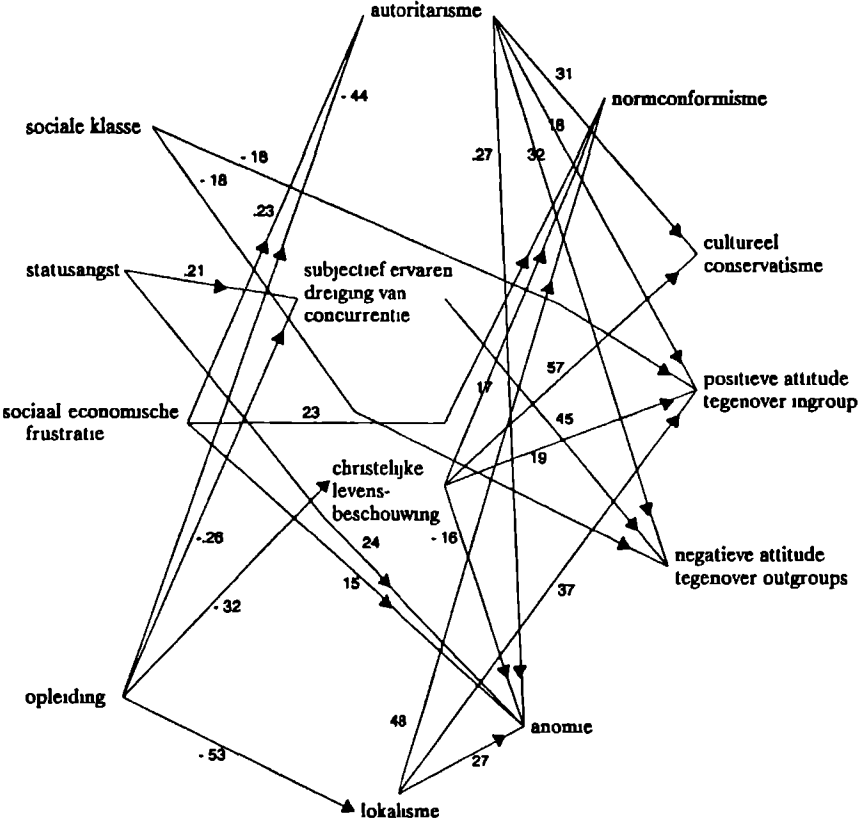 autoritarisme
- 44
31
normconformisme
18
sociale klasse
- 18
.27
32
- 18
.23
cultureel
conservatisme
statusangst
.21
subjectief ervaren
dreiging van
concurrentie
57
positieve attitude
tegenover ingroup
17
sociaal economische
frustratie
23
45
19
christelijke
levens-
beschouwing
-.26
24
- 16
negatieve attitude
tegenover outgroups
15
37
- 32
opleiding
48
anomie
- 53
27
lokalisme